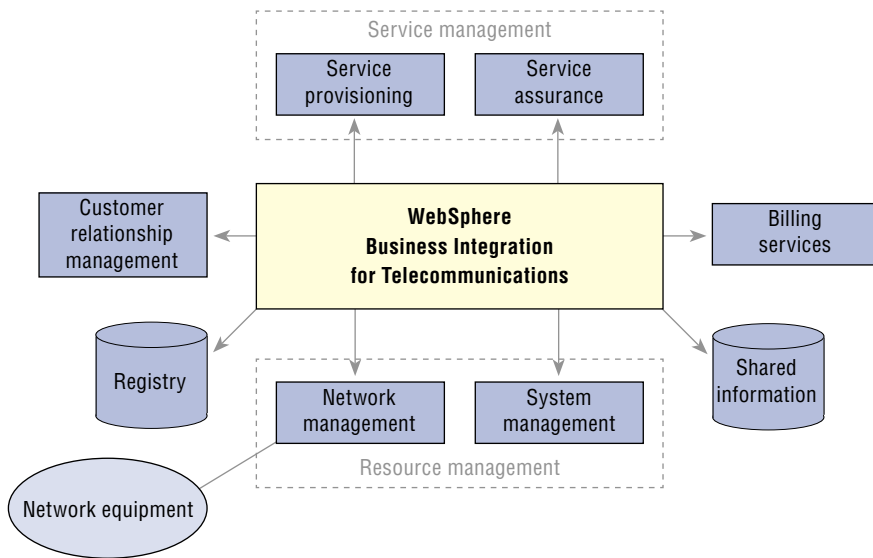 Service management
Service
provisioning
Service
assurance
Customer
relationship
management
WebSphere
Business Integration
for Telecommunications
Billing
services
Registry
Network
management
System
management
Shared
information
Resource management
Network equipment